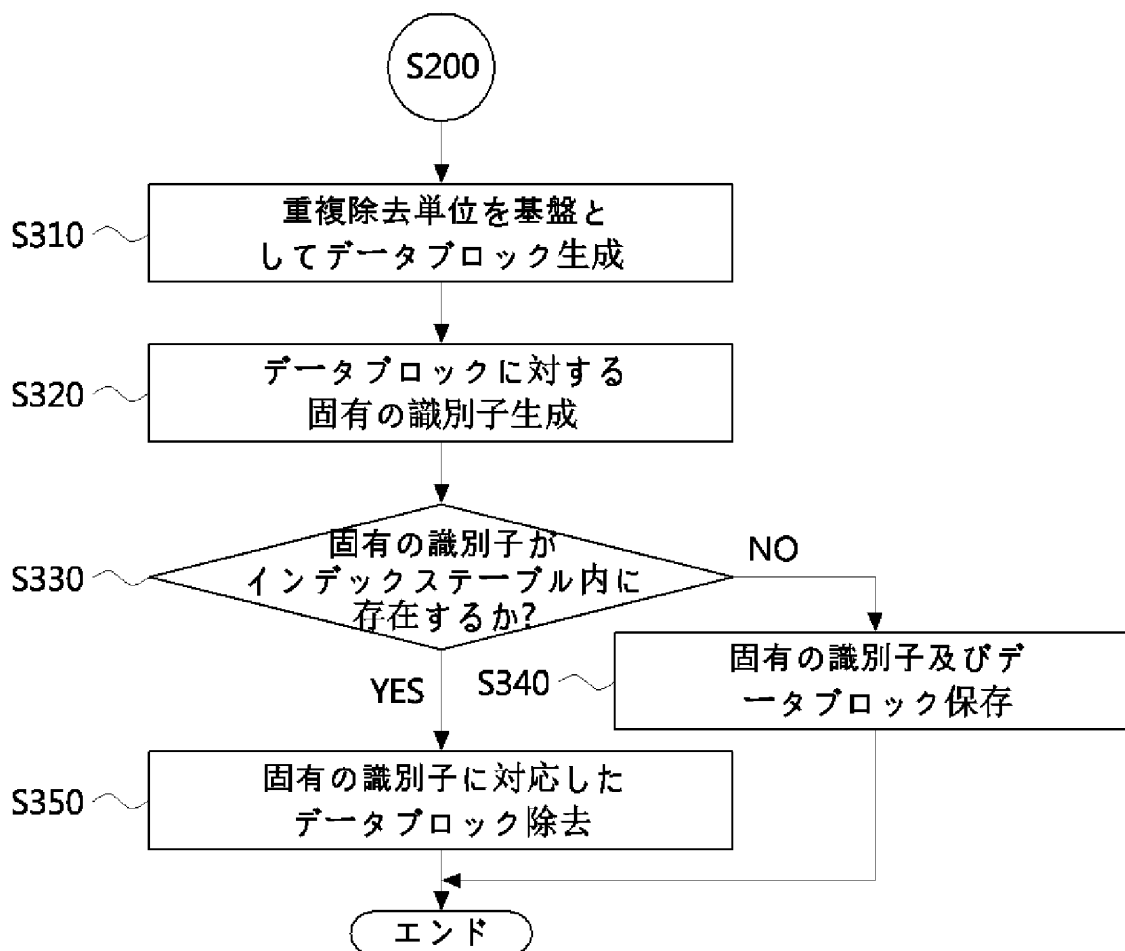 S200
S310
重複除去単位を基盤と
してデータブロック生成
S320
データブロックに対する
固有の識別子生成
S330
固有の識別子が
インデックステーブル内に
存在するか?
NO
YES
S340
固有の識別子及びデ
ータブロック保存
S350
固有の識別子に対応した
データブロック除去
エンド